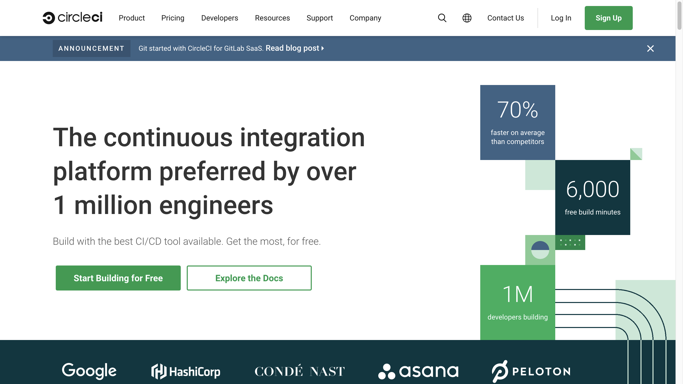 circleci Product Pricing Developers Resources Support Company Contact Us Log In Sign Up
ANNOUNCEMENT Git started with CircleCI for GitLab SaaS. Read blog post
The continuous integration
platform preferred by over
1 million engineers
Build with the best CI/CD tool available. Get the most, for free.
Start Building for Free Explore the Docs
70%
faster on average
than competitors
6,000
free build minutes
1M
developers building
Google HashiCorp CONDÉ NAST asana PELOTON